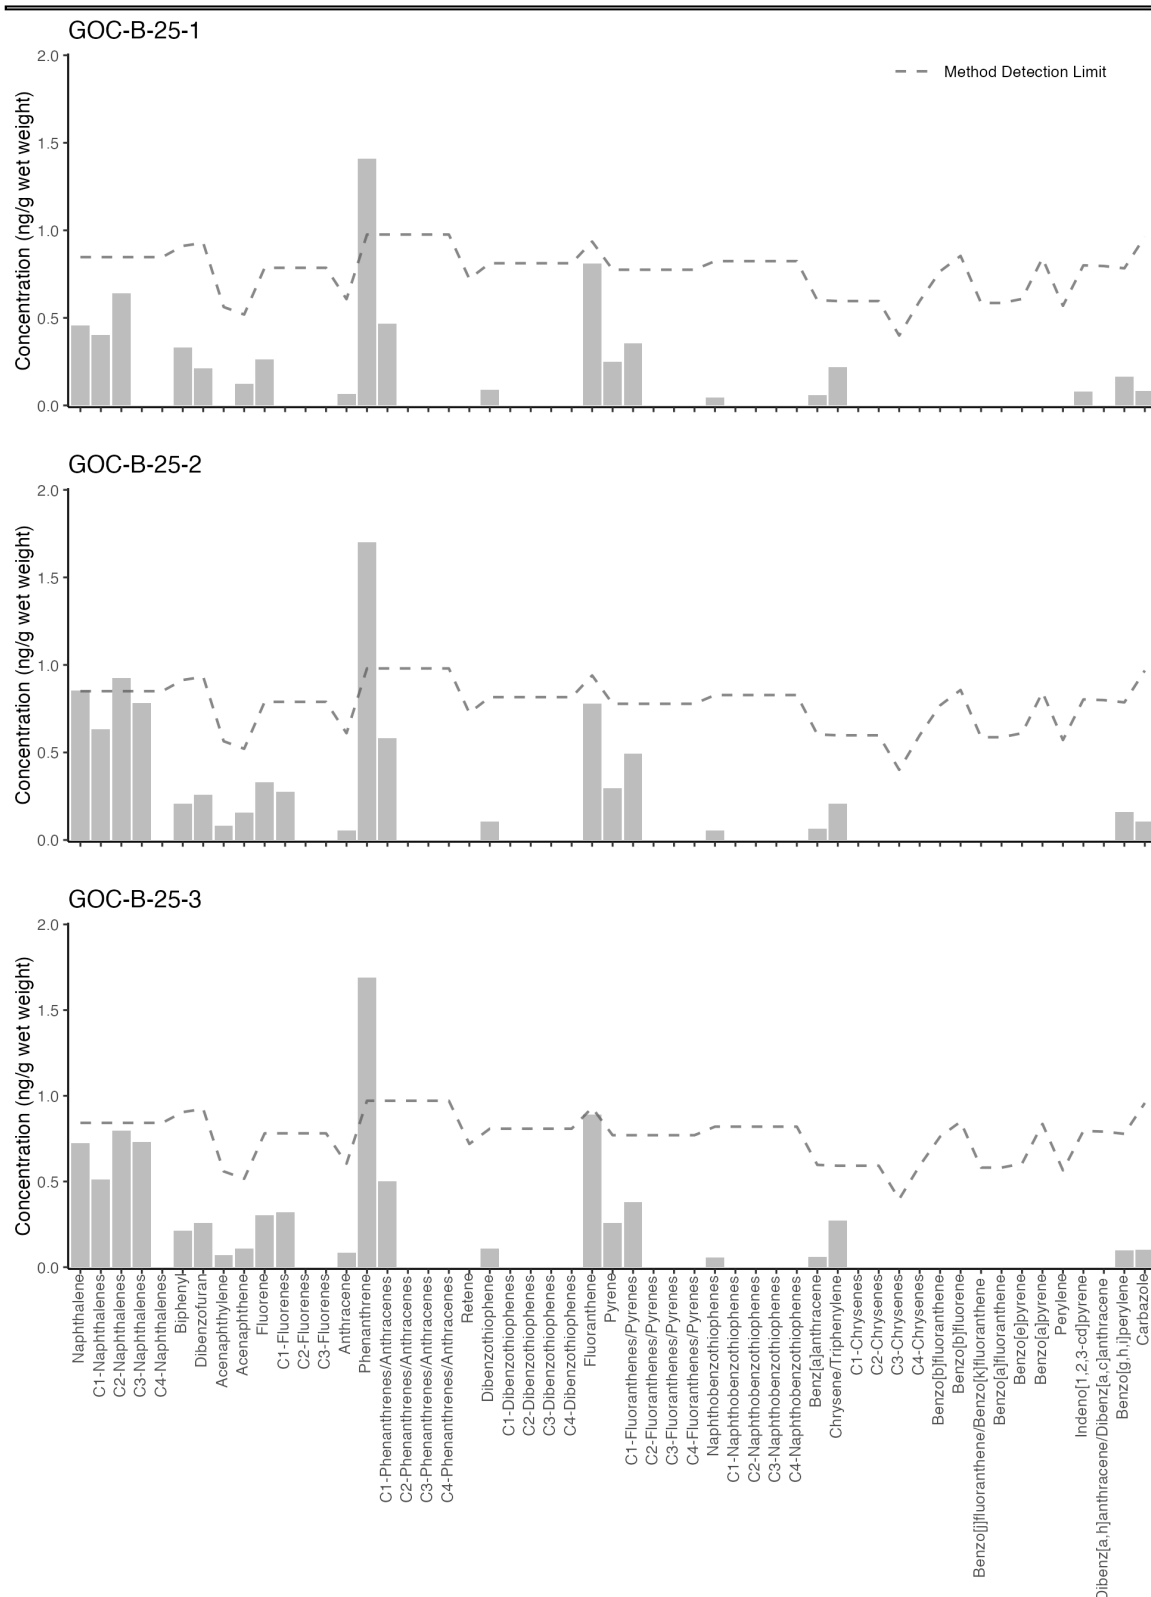 GOC-B-25-1
2.0
1.5
1.0
0.5
0.0
Concentration (ng/g wet weight)
Method Detection Limit
GOC-B-25-2
2.0
1.5
1.0
0.5
0.0
Concentration (ng/g wet weight)
GOC-B-25-3
2.0
1.5
1.0
0.5
0.0
Concentration (ng/g wet weight)
Naphthalene
C1-Naphthalenes
C2-Naphthalenes
C3-Naphthalenes
C4-Naphthalenes
Biphenyl
Dibenzofuran
Acenaphthylene
Acenaphthene
Fluorene
C1-Fluorenes
C2-Fluorenes
C3-Fluorenes
Anthracene
Phenanthrene
C1-Phenanthrenes/Anthracenes
C2-Phenanthrenes/Anthracenes
C3-Phenanthrenes/Anthracenes
C4-Phenanthrenes/Anthracenes
Retene
Dibenzothiophene
C1-Dibenzothiophenes
C2-Dibenzothiophenes
C3-Dibenzothiophenes
C4-Dibenzothiophenes
Fluoranthene
Pyrene
C1-Fluoranthenes/Pyrenes
C2-Fluoranthenes/Pyrenes
C3-Fluoranthenes/Pyrenes
C4-Fluoranthenes/Pyrenes
Naphthobenzothiophenes
C1-Naphthobenzothiophenes
C2-Naphthobenzothiophenes
C3-Naphthobenzothiophenes
C4-Naphthobenzothiophenes
Benz[a]anthracene
Chrysene/Triphenylene
C1-Chrysenes
C2-Chrysenes
C3-Chrysenes
C4-Chrysenes
Benzo[b]fluoranthene
Benzo[b]fluorene
Benzo[j]fluoranthene/Benzo[k]fluoranthene
Benzo[a]fluoranthene
Benzo[e]pyrene
Benzo[a]pyrene
Perylene
Indeno[1,2,3-cd]pyrene
Dibenz[a,h]anthracene/Dibenz[a,c]anthracene
Benzo[g,h,i]perylene
Carbazole